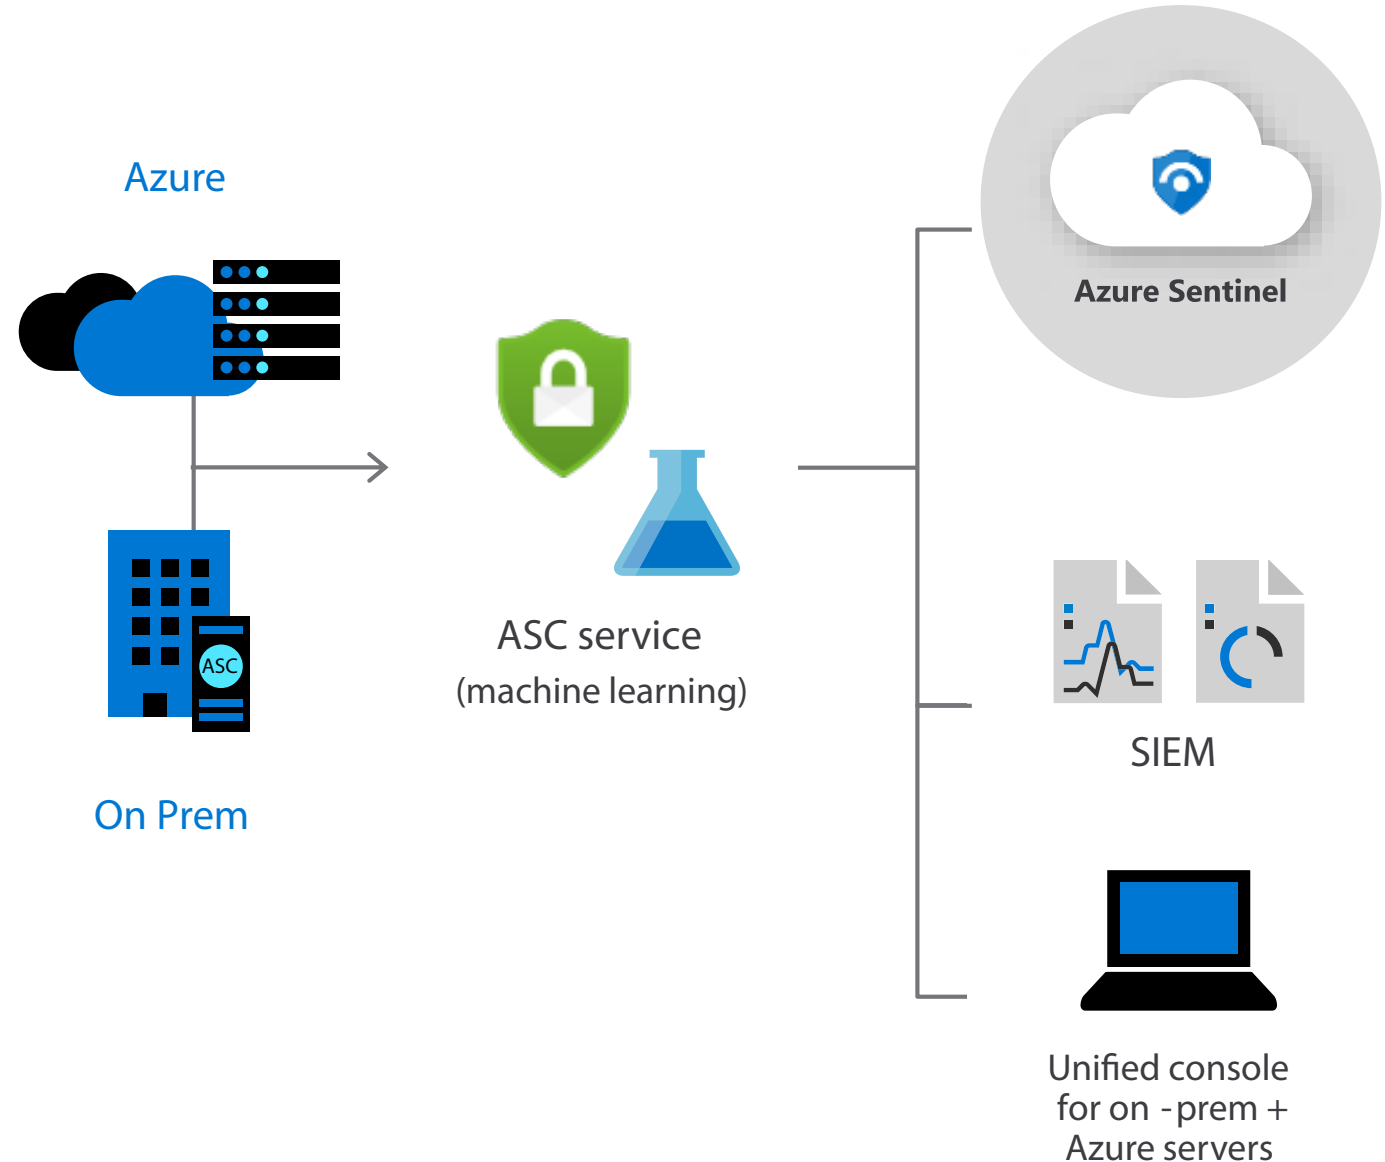 Azure
ASC
On Prem
ASC service
(machine learning)
Azure Sentinel
SIEM
Unified console
for on -prem +
Azure servers